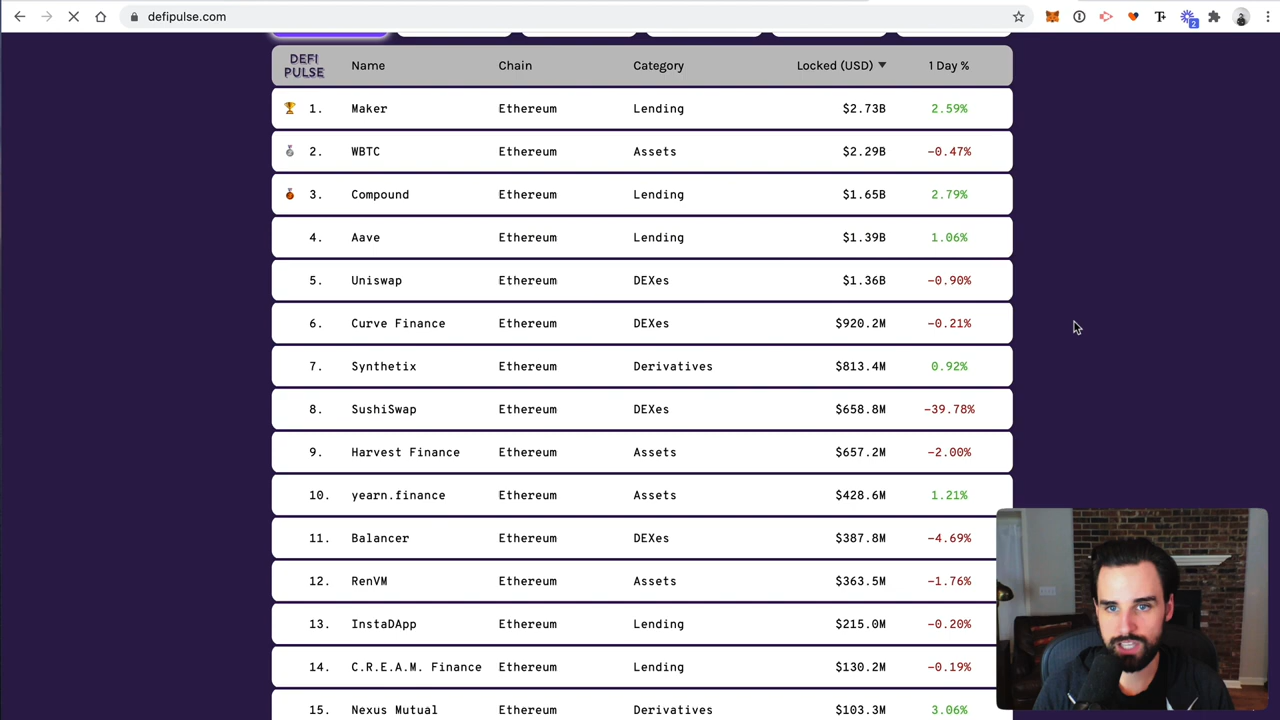 defipulse.com
2
DEFI PULSE Name Chain Category Locked (USD) ▼ 1 Day %
1. Maker Ethereum Lending $2.73B 2.59%
2. WBTC Ethereum Assets $2.29B -0.47%
3. Compound Ethereum Lending $1.65B 2.79%
4. Aave Ethereum Lending $1.39B 1.06%
5. Uniswap Ethereum DEXes $1.36B -0.90%
6. Curve Finance Ethereum DEXes $920.2M -0.21%
7. Synthetix Ethereum Derivatives $813.4M 0.92%
8. SushiSwap Ethereum DEXes $658.8M -39.78%
9. Harvest Finance Ethereum Assets $657.2M -2.00%
10. yearn.finance Ethereum Assets $428.6M 1.21%
11. Balancer Ethereum DEXes $387.8M -4.69%
12. RenVM Ethereum Assets $363.5M -1.76%
13. InstaDApp Ethereum Lending $215.0M -0.20%
14. C.R.E.A.M. Finance Ethereum Lending $130.2M -0.19%
15. Nexus Mutual Ethereum Derivatives $103.3M 3.06%